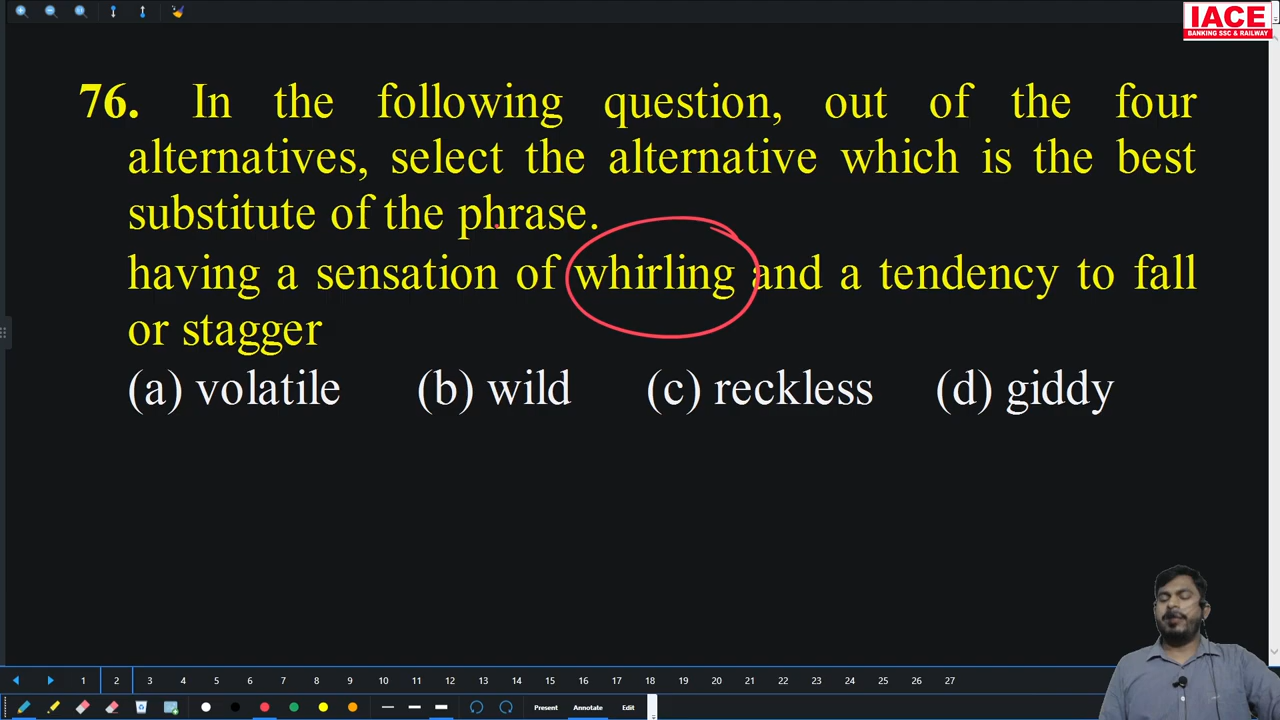 IACE
BANKING SSC & RAILWAY
76. In the following question, out of the four
alternatives, select the alternative which is the best
substitute of the phrase.
having a sensation of whirling and a tendency to fall
or stagger
(a) volatile (b) wild (c) reckless (d) giddy
1 2 3 4 5 6 7 8 9 10 11 12 13 14 15 16 17 18 19 20 21 22 23 24 25 26 27
Present Annotate Edit